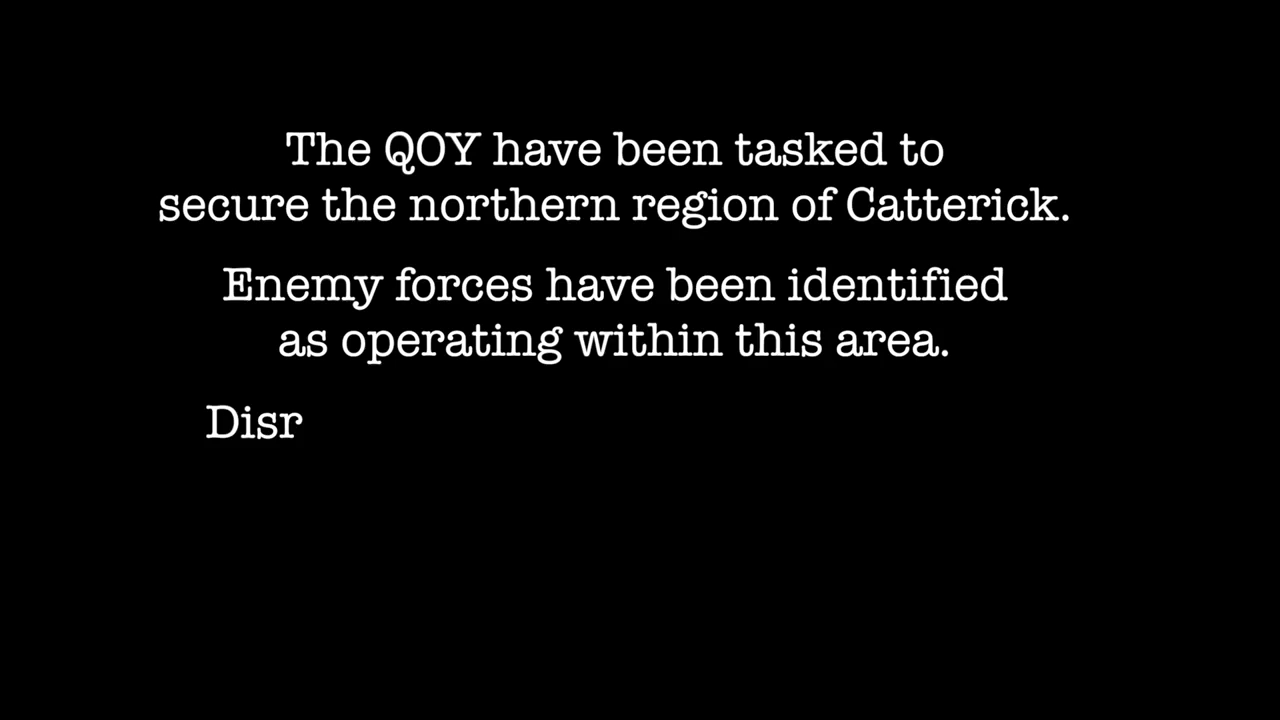 The QOY have been tasked to
secure the northern region of Catterick.
Enemy forces have been identified
as operating within this area.
Disr